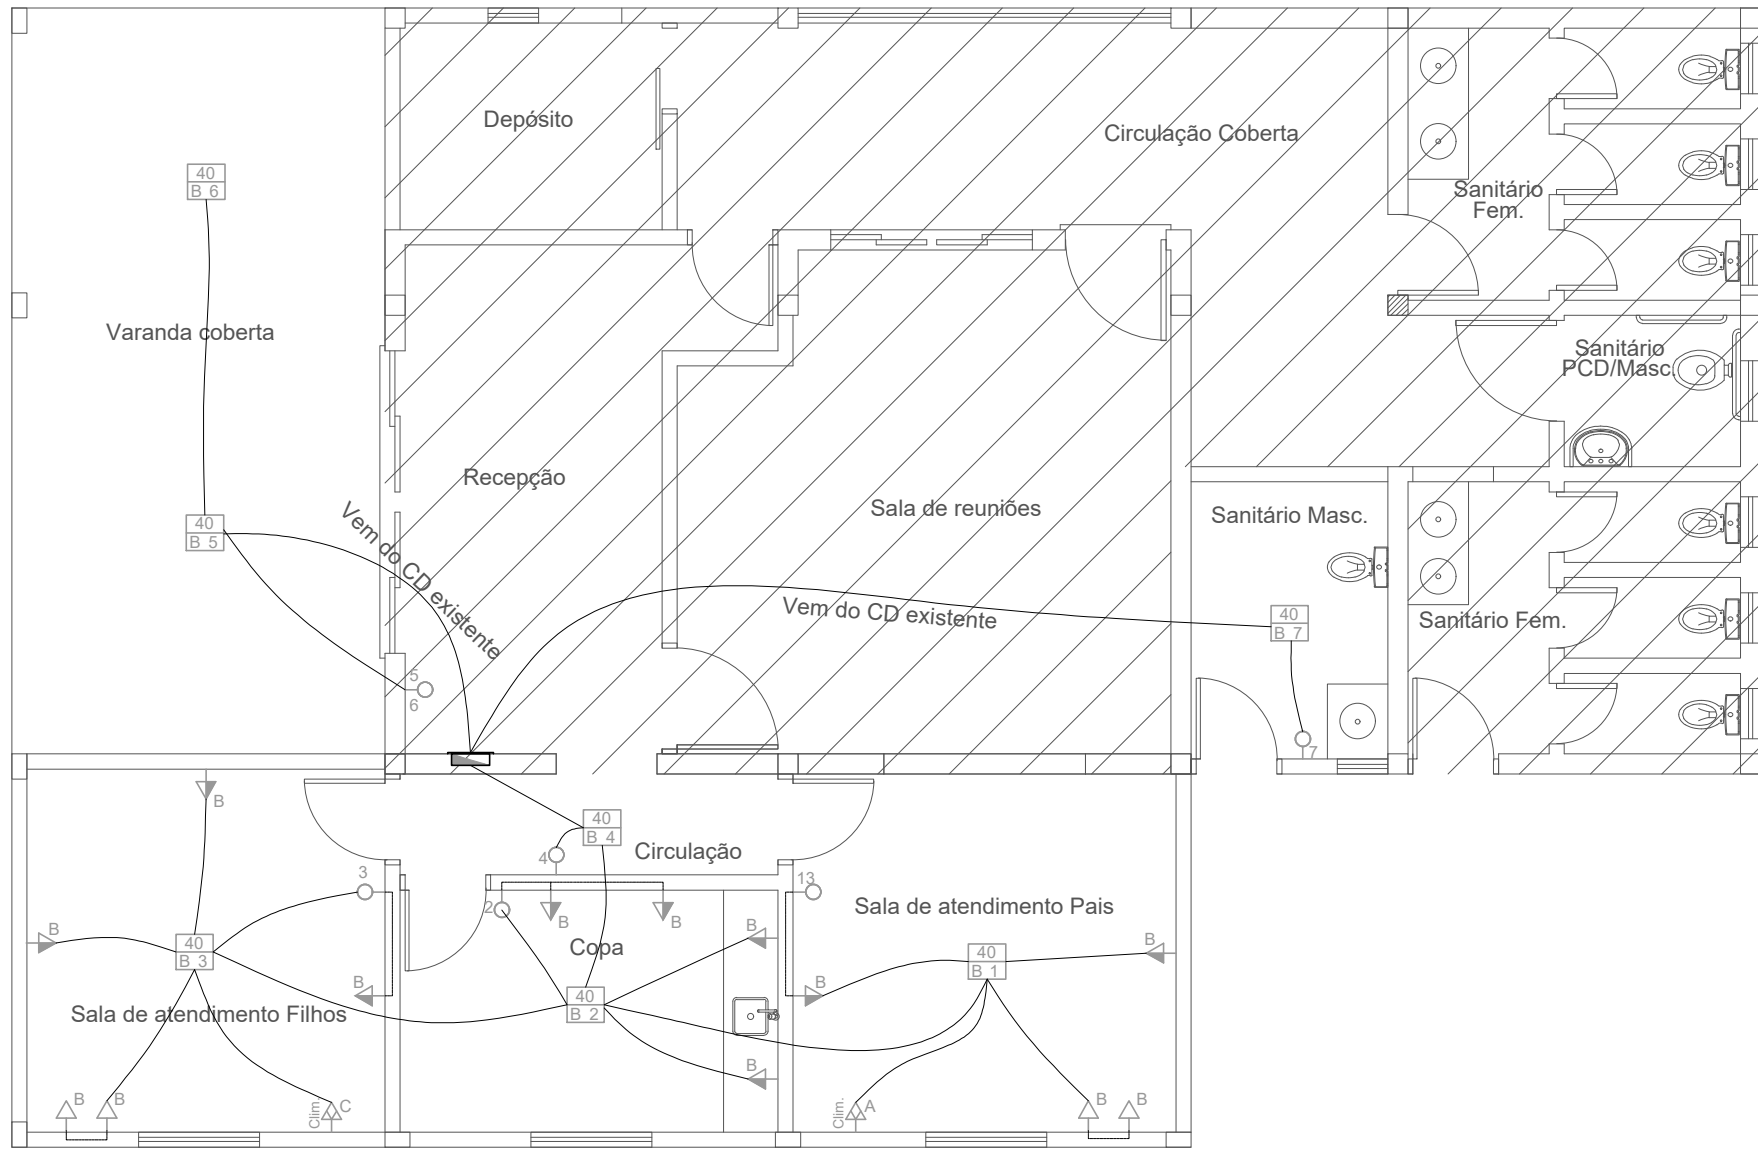 Depósito
Circulação Coberta
40
B 6
Sanitário
Fem.
Varanda coberta
Sanitário
PCD/Masc.
Recepção
Sala de reuniões
Sanitário Masc.
40
B 5
Vem do CD existente
Vem do CD existente
40
B 7
Sanitário Fem.
5
6
7
B
40
B 4
4
Circulação
3
13
2
B
B
Sala de atendimento Pais
B
B
B
40
B 3
Copa
40
B 1
B
B
40
B 2
Sala de atendimento Filhos
B
B
B
Clim.
C
Clim.
A
B
B